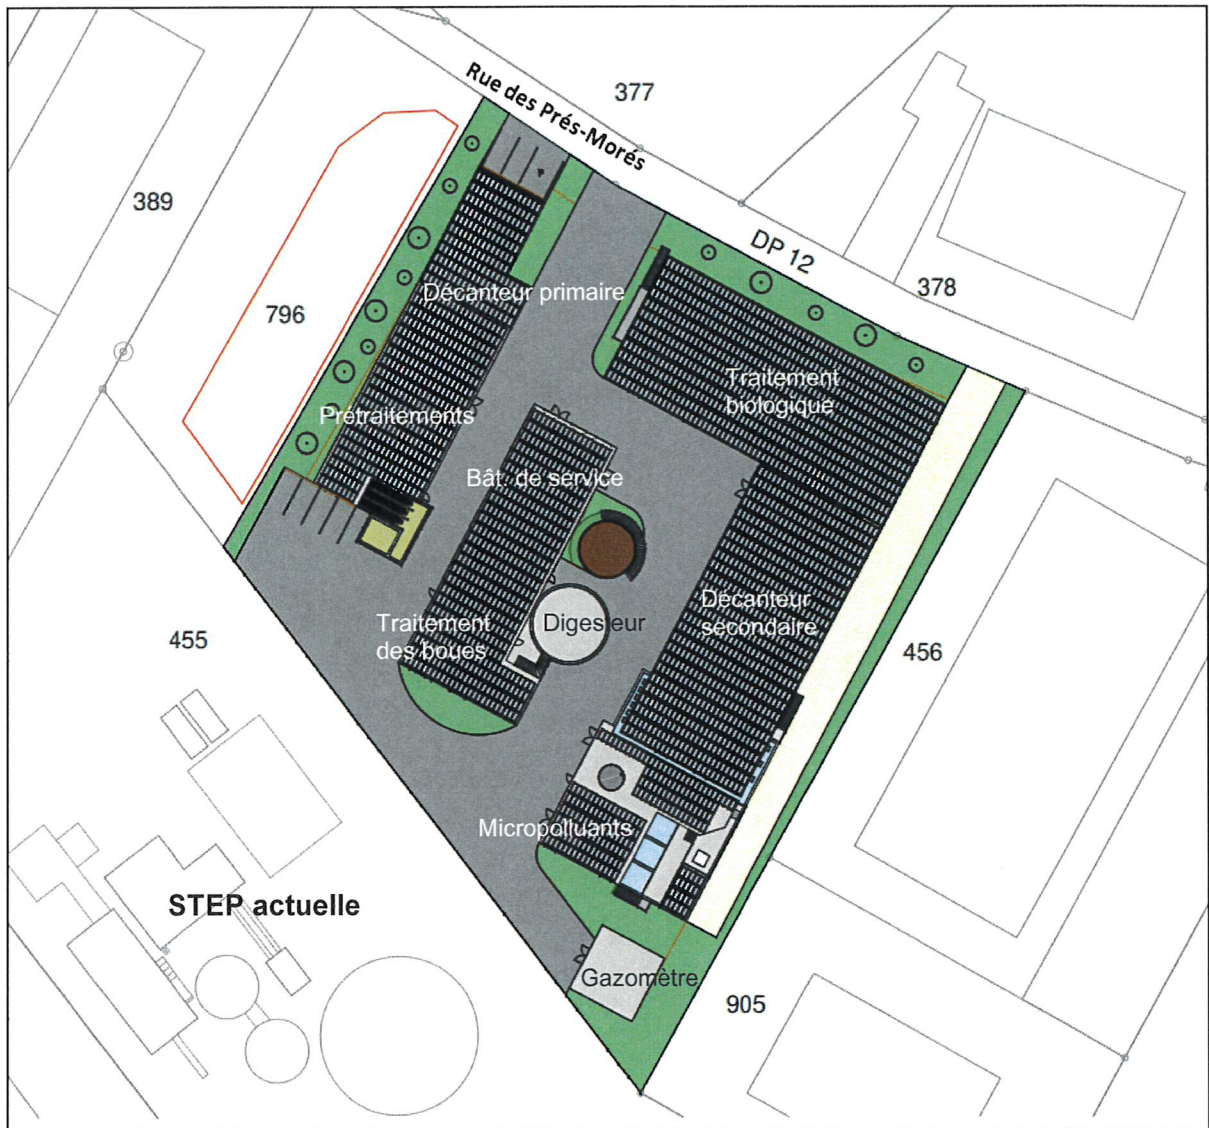 377
Rue des Prés-Morés
389
DP 12
378
Décanteur primaire
796
Traitement
biologique
Prétraitements
Bât. de service
Décanteur
secondaire
Traitement
des boues
Digesteur
455
456
Micropolluants
STEP actuelle
Gazomètre
905